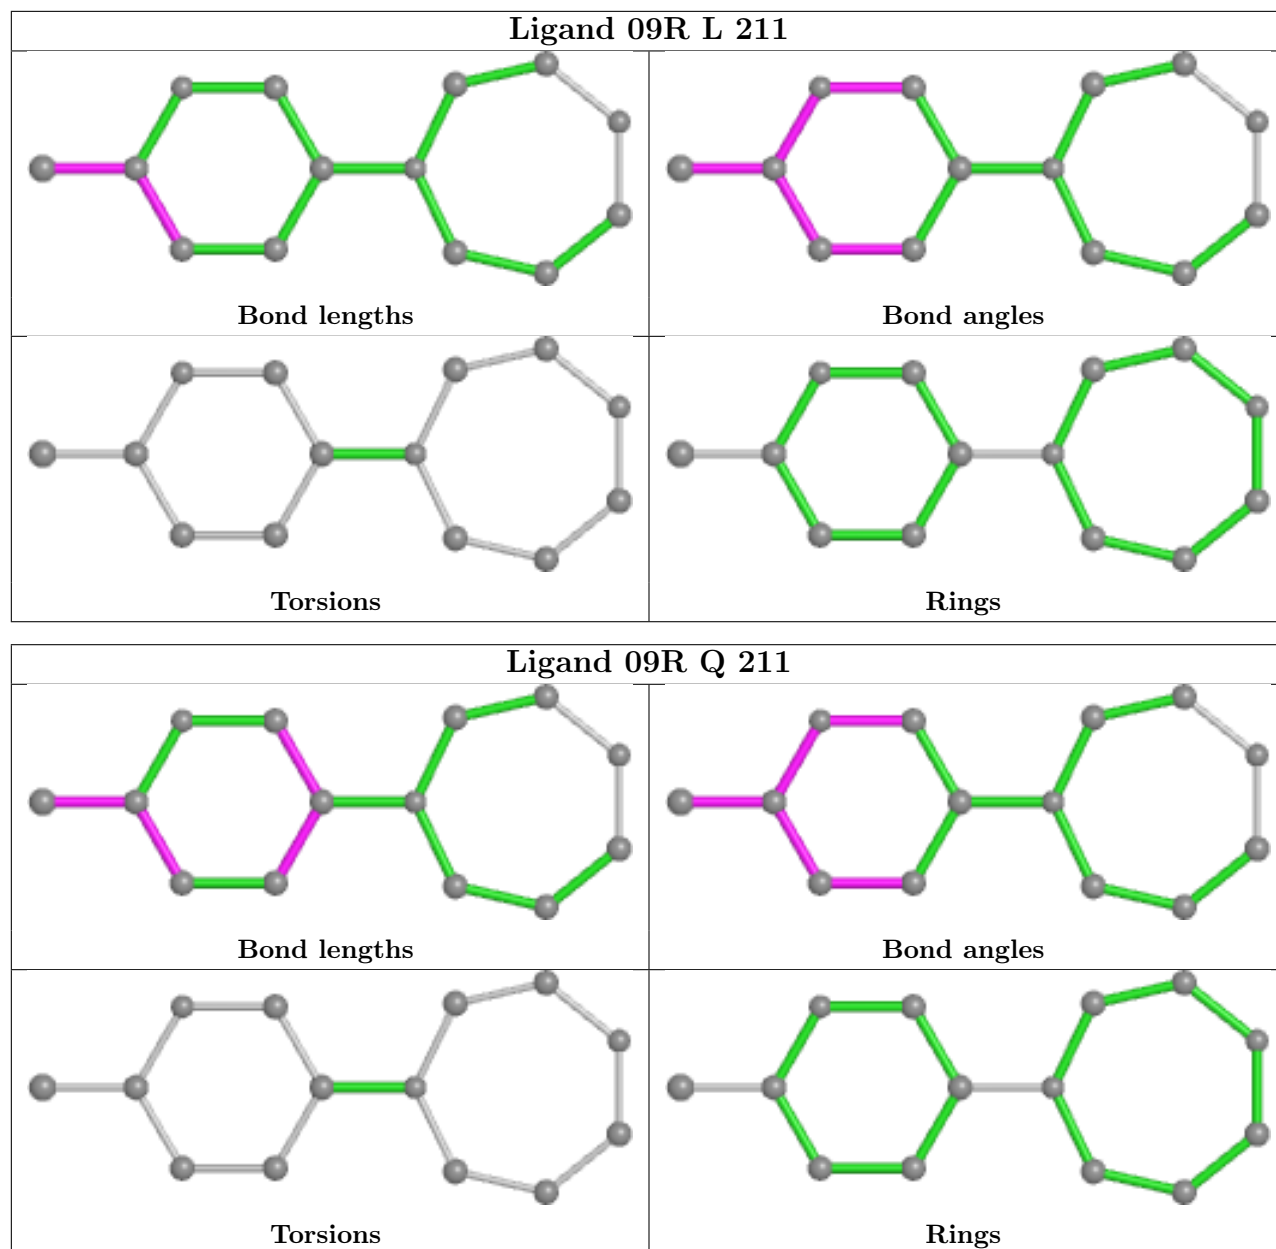 Ligand 09R L 211
Bond lengths
Bond angles
Torsions
Rings
Ligand 09R Q 211
Bond lengths
Bond angles
Torsions
Rings